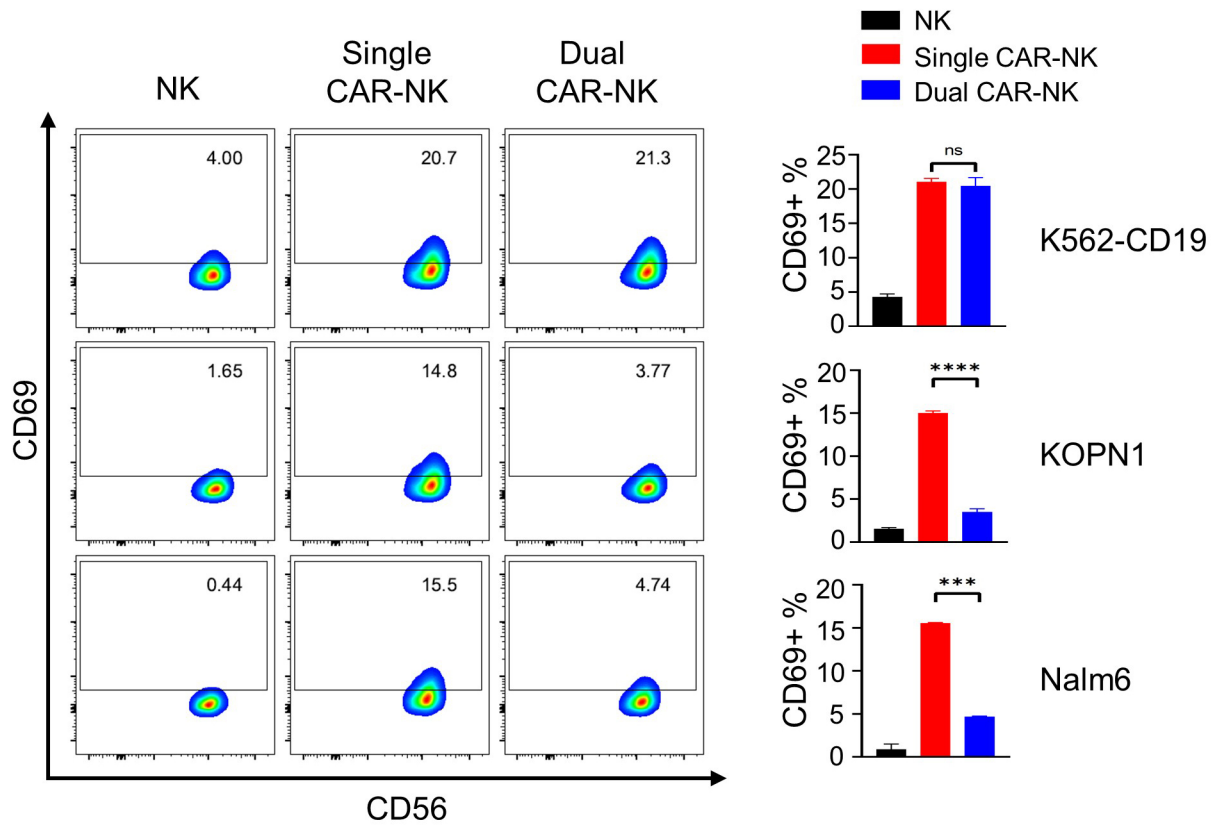 NK
Single CAR-NK
Dual CAR-NK
NK
Single
CAR-NK
Dual
CAR-NK
CD69
4.00
20.7
21.3
1.65
14.8
3.77
0.44
15.5
4.74
CD56
CD69+ %
25
20
15
10
5
0
ns
K562-CD19
CD69+ %
20
15
10
5
0
****
KOPN1
CD69+ %
20
15
10
5
0
***
Nalm6